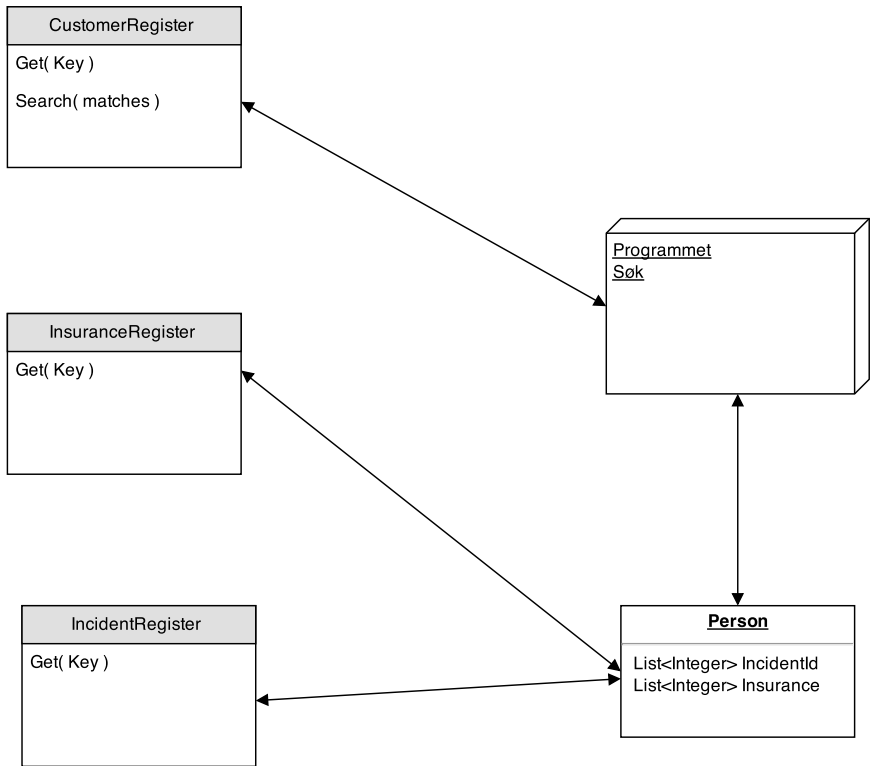 CustomerRegister
Get( Key )
Search( matches )
Programmet
Søk
InsuranceRegister
Get( Key )
IncidentRegister
Get( Key )
Person
List<Integer> IncidentId
List<Integer> Insurance